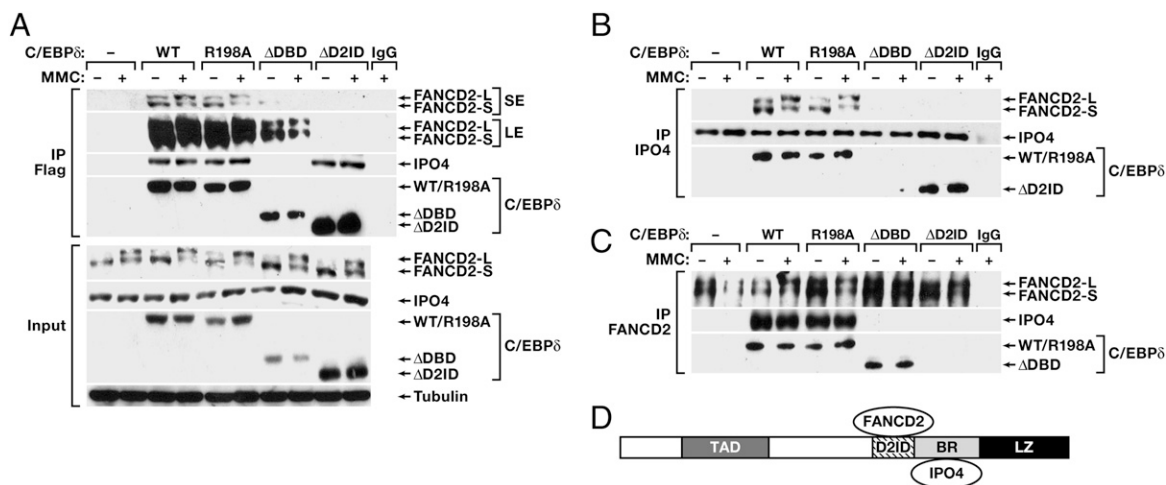 A
C/EBPδ: – WT R198A ΔDBD ΔD2ID IgG
MMC: – + – + – + – + – + +
IP Flag
FANCD2-L
FANCD2-S
SE
FANCD2-L
FANCD2-S
LE
IPO4
WT/R198A
ΔDBD
ΔD2ID
C/EBPδ
Input
FANCD2-L
FANCD2-S
IPO4
WT/R198A
ΔDBD
ΔD2ID
C/EBPδ
Tubulin
B
C/EBPδ: – WT R198A ΔDBD ΔD2ID IgG
MMC: – + – + – + – + – + +
IP
IPO4
FANCD2-L
FANCD2-S
IPO4
WT/R198A
ΔD2ID
C/EBPδ
C
C/EBPδ: – WT R198A ΔDBD ΔD2ID IgG
MMC: – + – + – + – + – + +
IP
FANCD2
FANCD2-L
FANCD2-S
IPO4
WT/R198A
ΔDBD
C/EBPδ
D
FANCD2
TAD D2ID BR LZ
IPO4